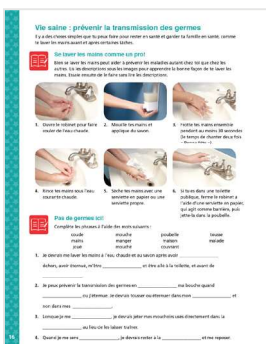 Vie saine : prévenir la transmission des germes
Il y a des choses simples que tu peux faire pour rester en santé et garder ta famille en santé, comme
te laver les mains avant et après certaines tâches.
Se laver les mains comme un pro!
Bien se laver les mains peut aider à prévenir les maladies autant chez toi que chez les
autres. Lis les descriptions sous les images pour apprendre la bonne façon de te laver les
mains. Essaie ensuite de le faire sans lire les descriptions.
1. Ouvre le robinet pour faire
couler de l'eau chaude.
2. Mouille tes mains et
applique du savon.
3. Frotte tes mains ensemble
pendant au moins 30 secondes
(le temps de chanter deux fois
4. Rince tes mains sous l'eau
courante chaude.
5. Sèche tes mains avec une
serviette en papier ou une
serviette propre.
6. Si tu es dans une toilette
publique, ferme le robinet à
l'aide d'une serviette en papier,
qui agit comme barrière, puis
jette-la dans la poubelle.
Pas de germes ici!
Complète les phrases à l'aide des mots suivants :
coude mouche poubelle tousse
mains manger maison malade
joue mouchoir toilette couvrant
1. Je devrais me laver les mains à l'eau chaude et au savon après avoir
dehors, avoir éternué, m'être et être allé à la toilette, et avant de
2. Je peux prévenir la transmission des germes en ma bouche quand
ou j'éternue. Je devrais tousser ou éternuer dans mon et
non dans mes
3. Lorsque je me je devrais jeter mes mouchoirs usés directement dans la
au lieu de les laisser traîner.
4. Quand je me sens je devrais rester à la et me reposer.
16